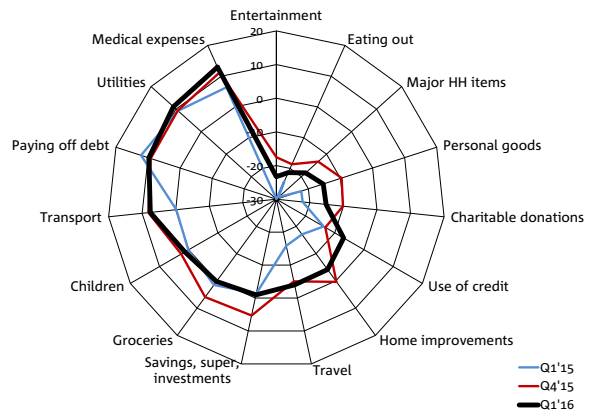 Entertainment
20
Medical expenses
Eating out
10
Utilities
Major HH items
0
-10
Paying off debt
Personal goods
-20
-30
Transport
Charitable donations
Children
Use of credit
Groceries
Home improvements
Savings, super,
investments
Travel
Q1'15
Q4'15
Q1'16